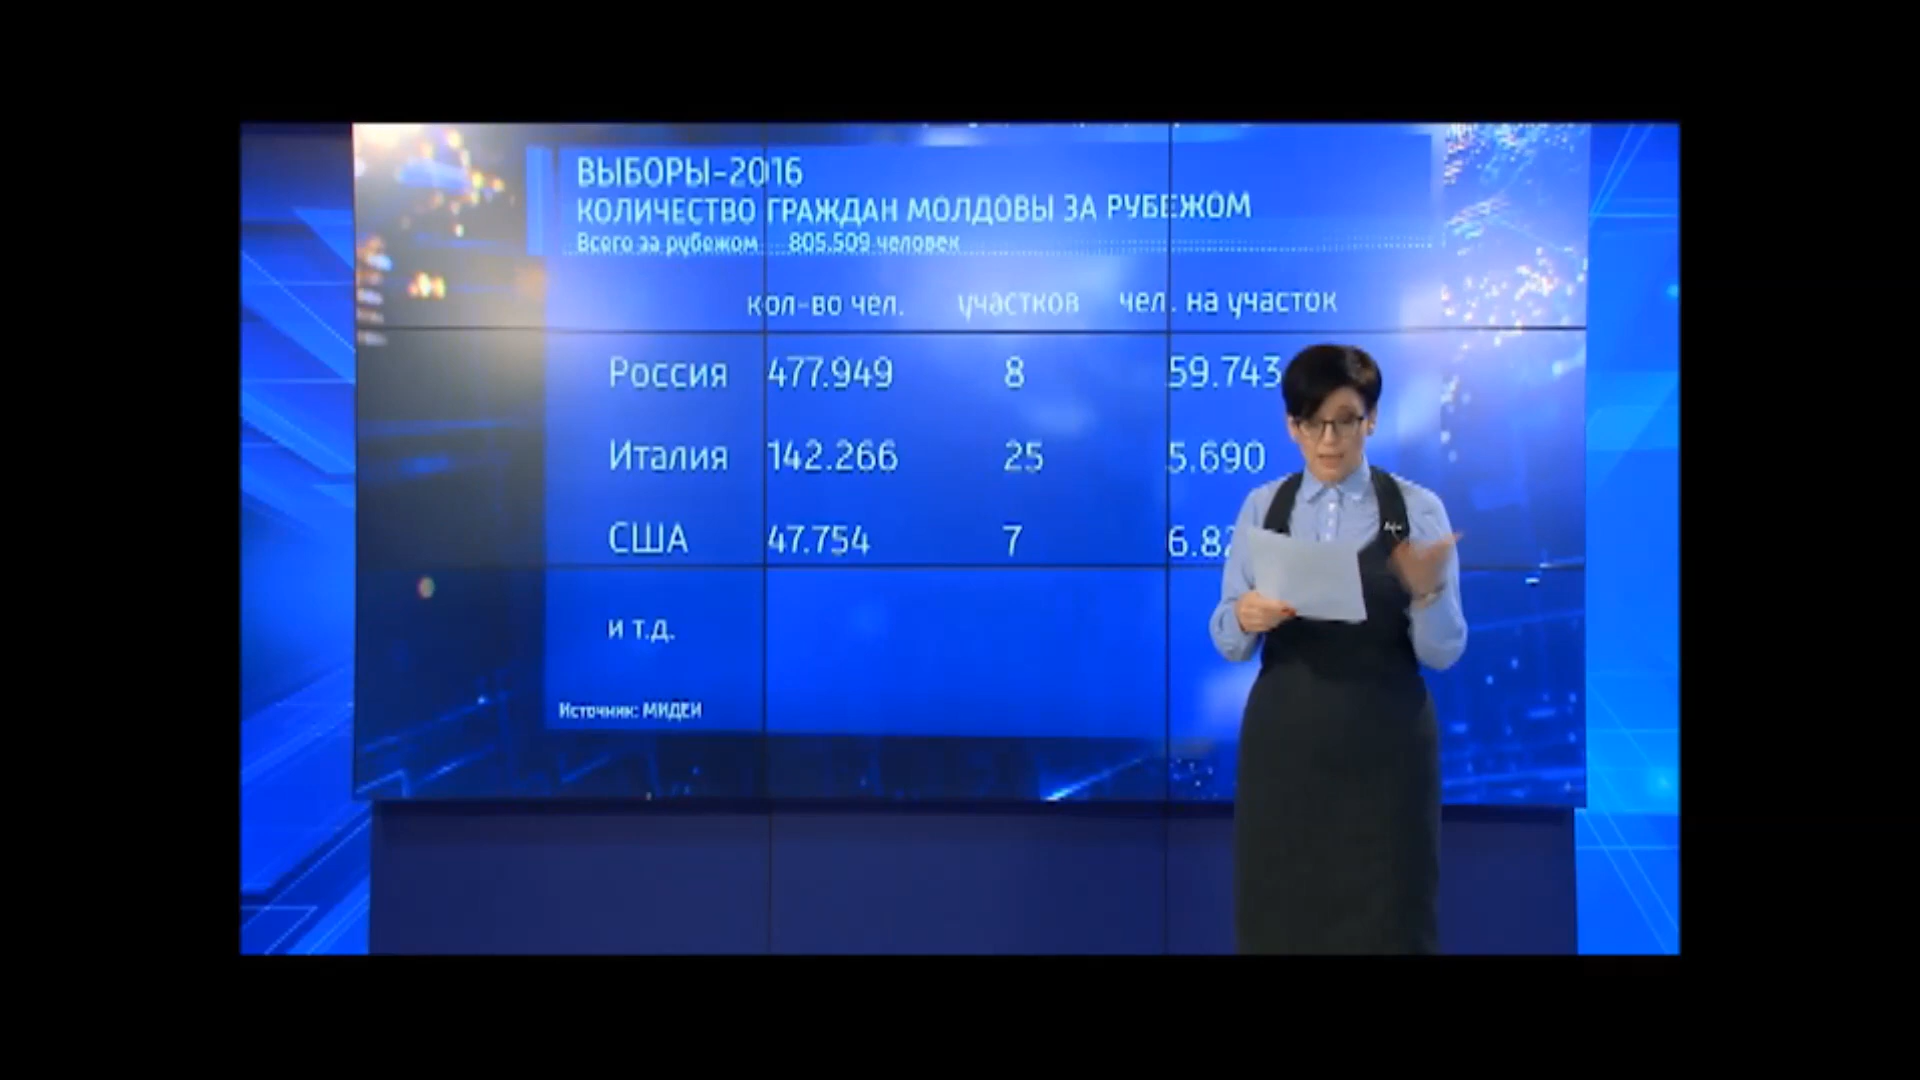 ВЫБОРЫ-2016
КОЛИЧЕСТВО ГРАЖДАН МОЛДОВЫ ЗА РУБЕЖОМ
Всего за рубежом 805.509 человек
кол-во чел. участков чел. на участок
Россия 477.949 8 59.743
Италия 142.266 25 5.690
США 47.754 7
и т.д.
Источник: МИДЕИ